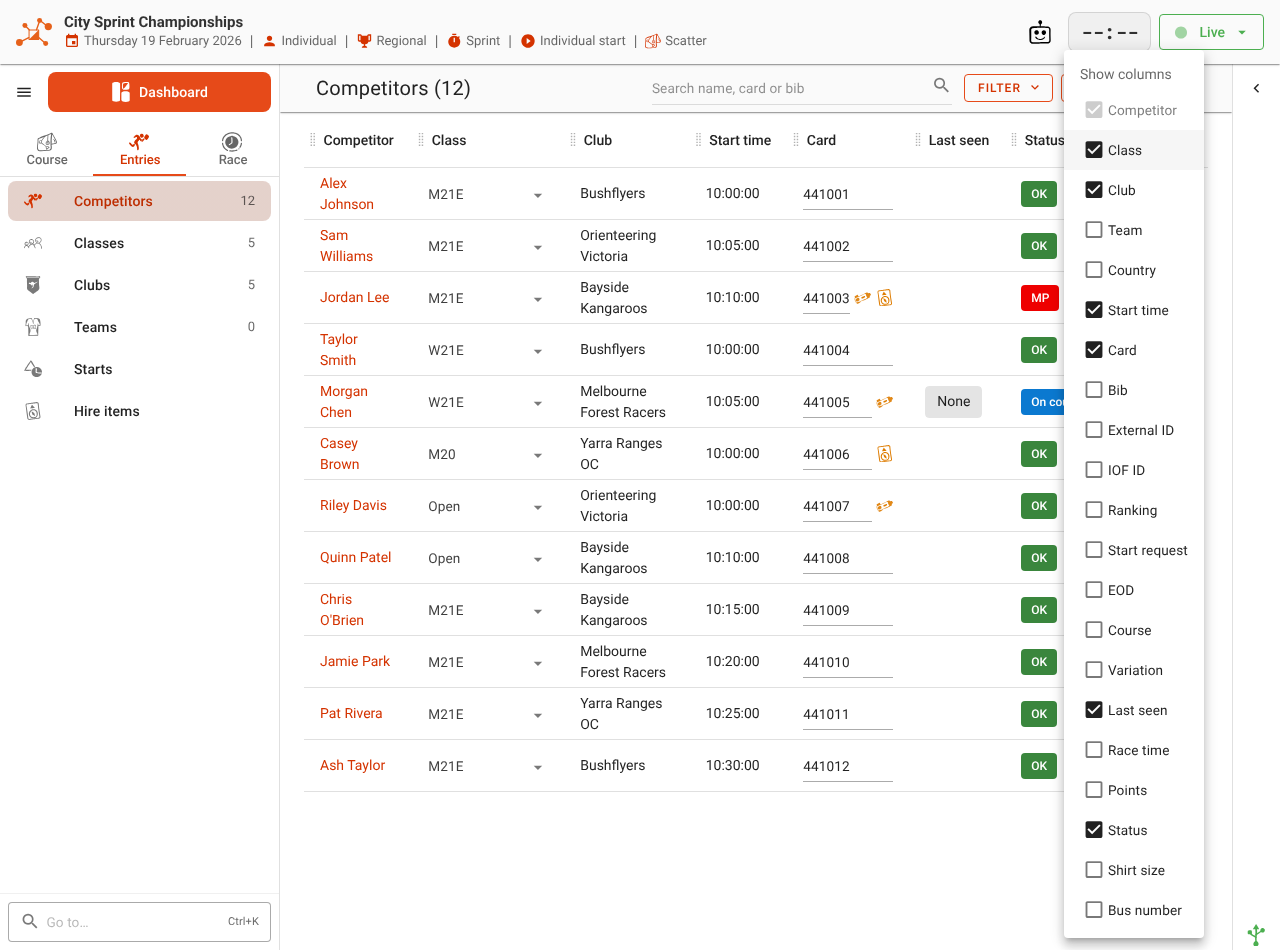 City Sprint Championships
Thursday 19 February 2026 | Individual | Regional | Sprint | Individual start | Scatter
--:--
Live
Dashboard
Course
Entries
Race
Competitors 12
Classes 5
Clubs 5
Teams 0
Starts
Hire items
Go to...
Ctrl+K
Competitors (12)
Search name, card or bib
FILTER
Competitor Class Club Start time Card Last seen Status
Alex
Johnson
M21E
Bushflyers
10:00:00
441001
OK
Sam
Williams
M21E
Orienteering
Victoria
10:05:00
441002
OK
Jordan Lee
M21E
Bayside
Kangaroos
10:10:00
441003
MP
Taylor
Smith
W21E
Bushflyers
10:00:00
441004
OK
Morgan
Chen
W21E
Melbourne
Forest Racers
10:05:00
441005
None
On cou
Casey
Brown
M20
Yarra Ranges
OC
10:00:00
441006
OK
Riley Davis
Open
Orienteering
Victoria
10:00:00
441007
OK
Quinn Patel
Open
Bayside
Kangaroos
10:10:00
441008
OK
Chris
O'Brien
M21E
Bayside
Kangaroos
10:15:00
441009
OK
Jamie Park
M21E
Melbourne
Forest Racers
10:20:00
441010
OK
Pat Rivera
M21E
Yarra Ranges
OC
10:25:00
441011
OK
Ash Taylor
M21E
Bushflyers
10:30:00
441012
OK
Show columns
Competitor
Class
Club
Team
Country
Start time
Card
Bib
External ID
IOF ID
Ranking
Start request
EOD
Course
Variation
Last seen
Race time
Points
Status
Shirt size
Bus number